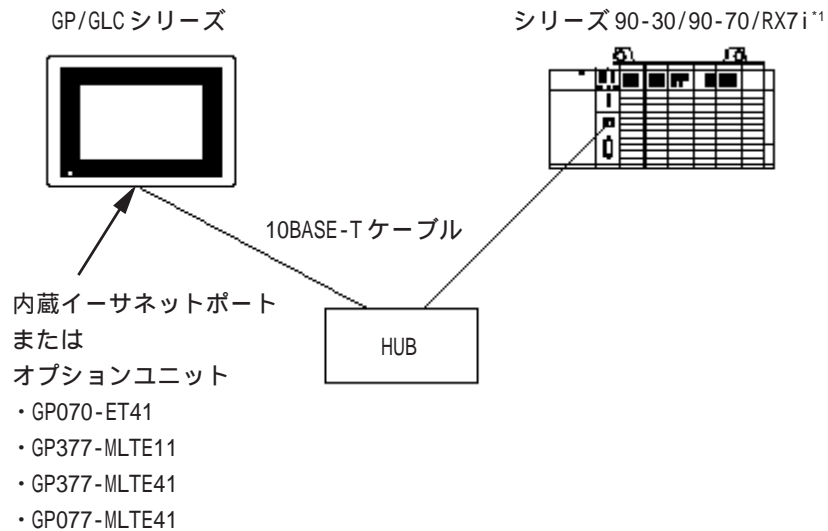 GP/GLCシリーズ
シリーズ90-30/90-70/RX7i*1
10BASE-Tケーブル
内蔵イーサネットポート
または
オプションユニット
・GP070-ET41
・GP377-MLTE11
・GP377-MLTE41
・GP077-MLTE41
HUB